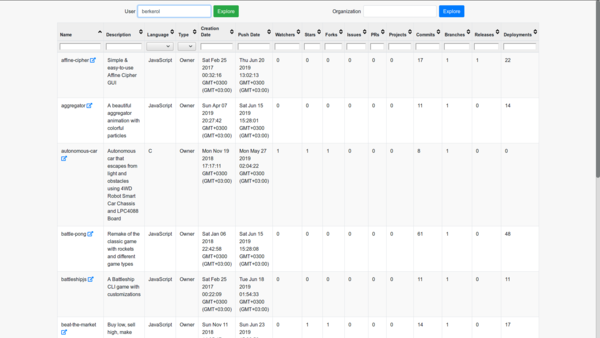 User berkerol Explore Organization Explore
Name Description Language Type Creation Date Push Date Watchers Stars Forks Issues PRs Projects Commits Branches Releases Deployments
affine-cipher Simple & JavaScript Owner Sat Feb 25 Thu Jun 20 0 0 0 0 0 0 17 1 1 22
easy-to-use 2017 2019
Affine Cipher 00:32:16 13:02:13
GUI GMT+0300 GMT+0300
(GMT+03:00) (GMT+03:00)
aggregator A beautiful JavaScript Owner Sun Apr 07 Sat Jun 15 0 0 0 0 0 0 11 1 0 14
aggregator 2019 2019
animation with 20:27:42 15:28:01
colorful GMT+0300 GMT+0300
particles (GMT+03:00) (GMT+03:00)
autonomous-car Autonomous C Owner Mon Nov 19 Mon May 27 1 1 1 0 0 0 8 1 0 0
car that 2018 2019
escapes from 17:17:11 02:04:22
light and GMT+0300 GMT+0300
obstacles (GMT+03:00) (GMT+03:00)
using 4WD
Robot Smart
Car Chassis
and LPC4088
Board
battle-pong Remake of the JavaScript Owner Sat Jan 06 Sat Jun 15 0 0 0 0 0 0 61 1 0 48
classic game 2018 2019
with rockets 22:42:58 15:28:08
and different GMT+0300 GMT+0300
game types. (GMT+03:00) (GMT+03:00)
battleshipjs A Battleship JavaScript Owner Sat Feb 25 Tue Jun 18 0 0 0 0 0 0 11 1 0 11
CLI game with 2017 2019
customizations 00:22:09 01:54:33
GMT+0300 GMT+0300
(GMT+03:00) (GMT+03:00)
beat-the-market Buy low, sell JavaScript Owner Sun Nov 11 Sun Jun 23 0 1 1 0 0 0 14 1 0 17
high, make 2018 2019